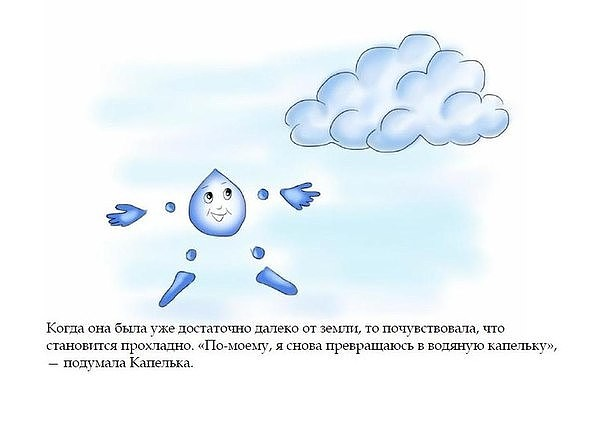 Когда она была уже достаточно далеко от земли, то почувствовала, что
становится прохладно. «По-моему, я снова превращаюсь в водяную капельку»,
— подумала Капелька.